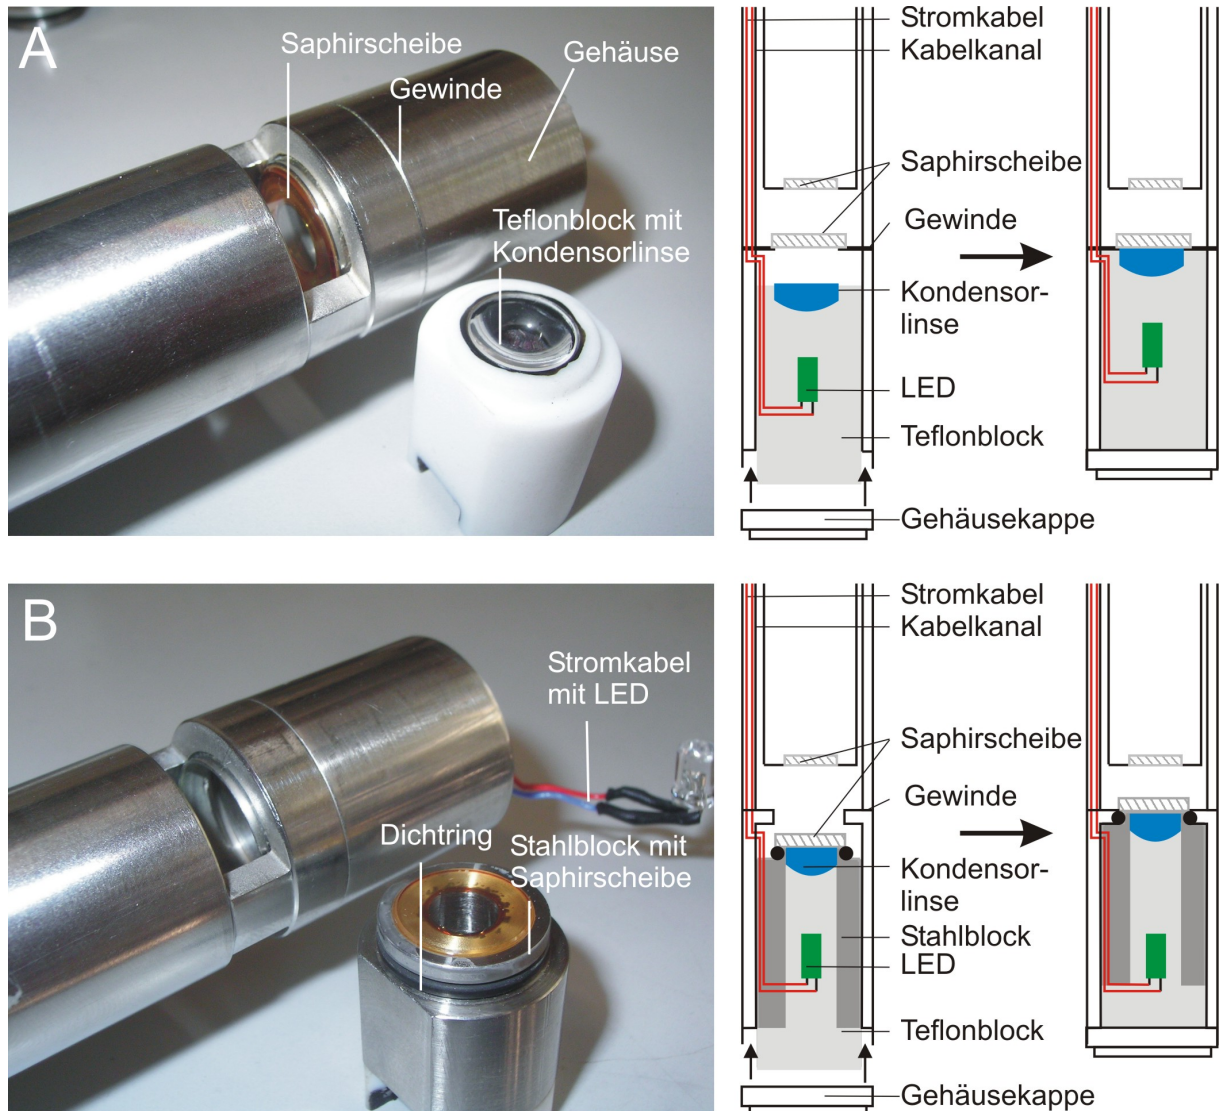 A
Saphirscheibe
Gehäuse
Gewinde
Teflonblock mit
Kondensorlinse
Stromkabel
Kabelkanal
Saphirscheibe
Gewinde
Kondensor-
linse
LED
Teflonblock
Gehäusekappe
B
Stromkabel
mit LED
Dichtring
Stahlblock mit
Saphirscheibe
Stromkabel
Kabelkanal
Saphirscheibe
Gewinde
Kondensor-
linse
Stahlblock
LED
Teflonblock
Gehäusekappe